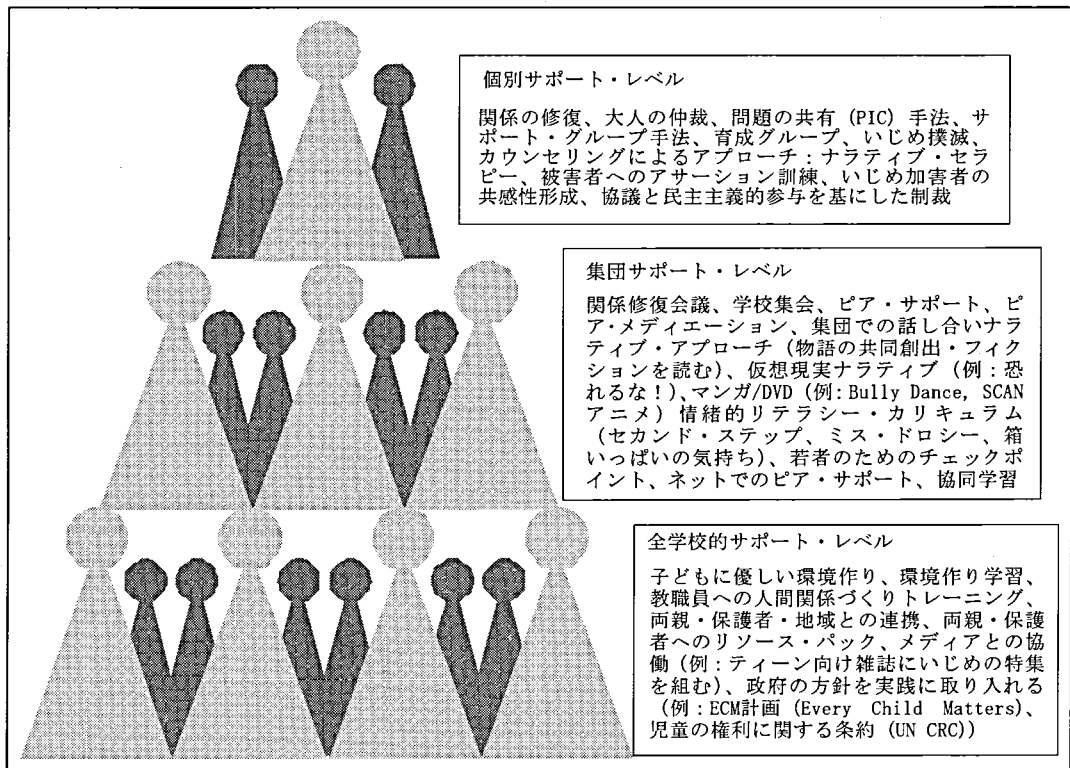 個別サポート・レベル
関係の修復、大人の仲裁、問題の共有 (PIC) 手法、サ
ポート・グループ手法、育成グループ、いじめ撲滅、
カウンセリングによるアプローチ：ナラティブ・セラ
ピー、被害者へのアサーション訓練、いじめ加害者の
共感性形成、協議と民主主義的参与を基にした制裁
集団サポート・レベル
関係修復会議、学校集会、ピア・サポート、ピ
ア・メディエーション、集団での話し合いナラ
ティブ・アプローチ（物語の共同創出・フィク
ションを読む）、仮想現実ナラティブ（例：恐
れるな！）、マンガ/DVD（例：Bully Dance, SCAN
アニメ）情緒的リテラシー・カリキュラム
（セカンド・ステップ、ミス・ドロシー、箱
いっぱいの気持ち）、若者のためのチェックポ
イント、ネットでのピア・サポート、協同学習
全学校的サポート・レベル
子どもに優しい環境作り、環境作り学習、
教職員への人間関係づくりトレーニング、
両親・保護者・地域との連携、両親・保護
者へのリソース・パック、メディアとの協
働（例：ティーン向け雑誌にいじめの特集
を組む）、政府の方針を実践に取り入れる
（例：ECM計画 (Every Child Matters)、
児童の権利に関する条約 (UN CRC)）